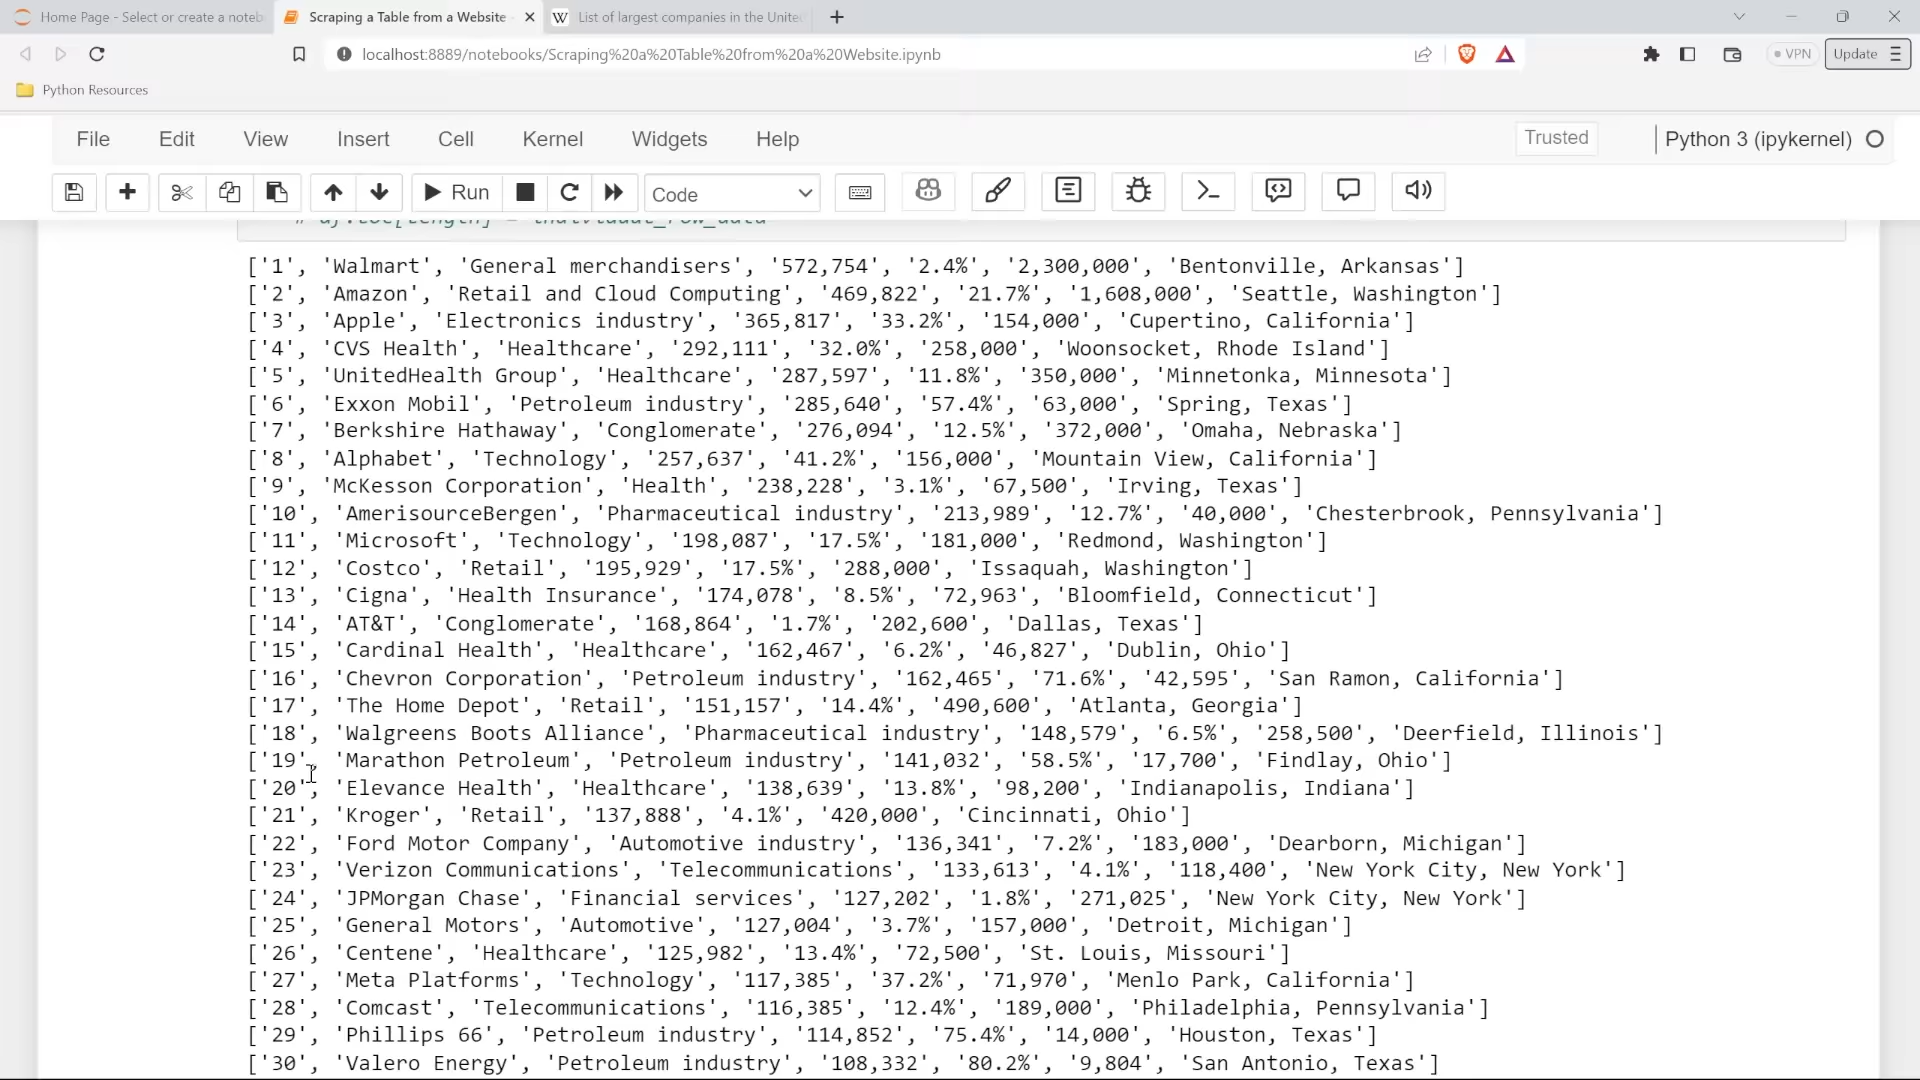 Home Page - Select or create a noteb
Scraping a Table from a Website
List of largest companies in the Unite
localhost:8889/notebooks/Scraping%20a%20Table%20from%20a%20Website.ipynb
VPN
Update
Python Resources
File Edit View Insert Cell Kernel Widgets Help
Trusted
Python 3 (ipykernel)
Run
Code
# df.loc[length] = individual_row_data
['1', 'Walmart', 'General merchandisers', '572,754', '2.4%', '2,300,000', 'Bentonville, Arkansas']
['2', 'Amazon', 'Retail and Cloud Computing', '469,822', '21.7%', '1,608,000', 'Seattle, Washington']
['3', 'Apple', 'Electronics industry', '365,817', '33.2%', '154,000', 'Cupertino, California']
['4', 'CVS Health', 'Healthcare', '292,111', '32.0%', '258,000', 'Woonsocket, Rhode Island']
['5', 'UnitedHealth Group', 'Healthcare', '287,597', '11.8%', '350,000', 'Minnetonka, Minnesota']
['6', 'Exxon Mobil', 'Petroleum industry', '285,640', '57.4%', '63,000', 'Spring, Texas']
['7', 'Berkshire Hathaway', 'Conglomerate', '276,094', '12.5%', '372,000', 'Omaha, Nebraska']
['8', 'Alphabet', 'Technology', '257,637', '41.2%', '156,000', 'Mountain View, California']
['9', 'McKesson Corporation', 'Health', '238,228', '3.1%', '67,500', 'Irving, Texas']
['10', 'AmerisourceBergen', 'Pharmaceutical industry', '213,989', '12.7%', '40,000', 'Chesterbrook, Pennsylvania']
['11', 'Microsoft', 'Technology', '198,087', '17.5%', '181,000', 'Redmond, Washington']
['12', 'Costco', 'Retail', '195,929', '17.5%', '288,000', 'Issaquah, Washington']
['13', 'Cigna', 'Health Insurance', '174,078', '8.5%', '72,963', 'Bloomfield, Connecticut']
['14', 'AT&T', 'Conglomerate', '168,864', '1.7%', '202,600', 'Dallas, Texas']
['15', 'Cardinal Health', 'Healthcare', '162,467', '6.2%', '46,827', 'Dublin, Ohio']
['16', 'Chevron Corporation', 'Petroleum industry', '162,465', '71.6%', '42,595', 'San Ramon, California']
['17', 'The Home Depot', 'Retail', '151,157', '14.4%', '490,600', 'Atlanta, Georgia']
['18', 'Walgreens Boots Alliance', 'Pharmaceutical industry', '148,579', '6.5%', '258,500', 'Deerfield, Illinois']
['19', 'Marathon Petroleum', 'Petroleum industry', '141,032', '58.5%', '17,700', 'Findlay, Ohio']
['20', 'Elevance Health', 'Healthcare', '138,639', '13.8%', '98,200', 'Indianapolis, Indiana']
['21', 'Kroger', 'Retail', '137,888', '4.1%', '420,000', 'Cincinnati, Ohio']
['22', 'Ford Motor Company', 'Automotive industry', '136,341', '7.2%', '183,000', 'Dearborn, Michigan']
['23', 'Verizon Communications', 'Telecommunications', '133,613', '4.1%', '118,400', 'New York City, New York']
['24', 'JPMorgan Chase', 'Financial services', '127,202', '1.8%', '271,025', 'New York City, New York']
['25', 'General Motors', 'Automotive', '127,004', '3.7%', '157,000', 'Detroit, Michigan']
['26', 'Centene', 'Healthcare', '125,982', '13.4%', '72,500', 'St. Louis, Missouri']
['27', 'Meta Platforms', 'Technology', '117,385', '37.2%', '71,970', 'Menlo Park, California']
['28', 'Comcast', 'Telecommunications', '116,385', '12.4%', '189,000', 'Philadelphia, Pennsylvania']
['29', 'Phillips 66', 'Petroleum industry', '114,852', '75.4%', '14,000', 'Houston, Texas']
['30', 'Valero Energy', 'Petroleum industry', '108,332', '80.2%', '9,804', 'San Antonio, Texas']